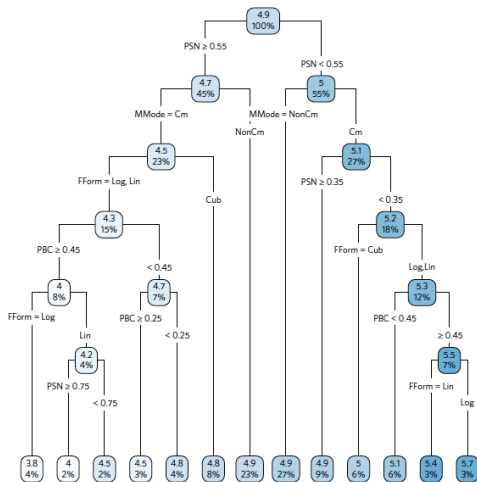 4.9
100%
PSN ≥ 0.55
PSN < 0.55
4.7
45%
5
55%
MMode = Cm
MMode = NonCm
NonCm
Cm
4.5
23%
5.1
27%
FForm = Log, Lin
PSN ≥ 0.35
Cub
< 0.35
4.3
15%
5.2
18%
PBC ≥ 0.45
FForm = Cub
< 0.45
Log,Lin
4
8%
4.7
7%
5.3
12%
FForm = Log
PBC ≥ 0.25
PBC < 0.45
Lin
< 0.25
≥ 0.45
4.2
4%
5.5
7%
PSN ≥ 0.75
FForm = Lin
< 0.75
Log
3.8 4 4.5 4.5 4.8 4.8 4.9 4.9 4.9 5 5.1 5.4 5.7
4% 2% 2% 3% 4% 8% 23% 27% 9% 6% 6% 3% 3%